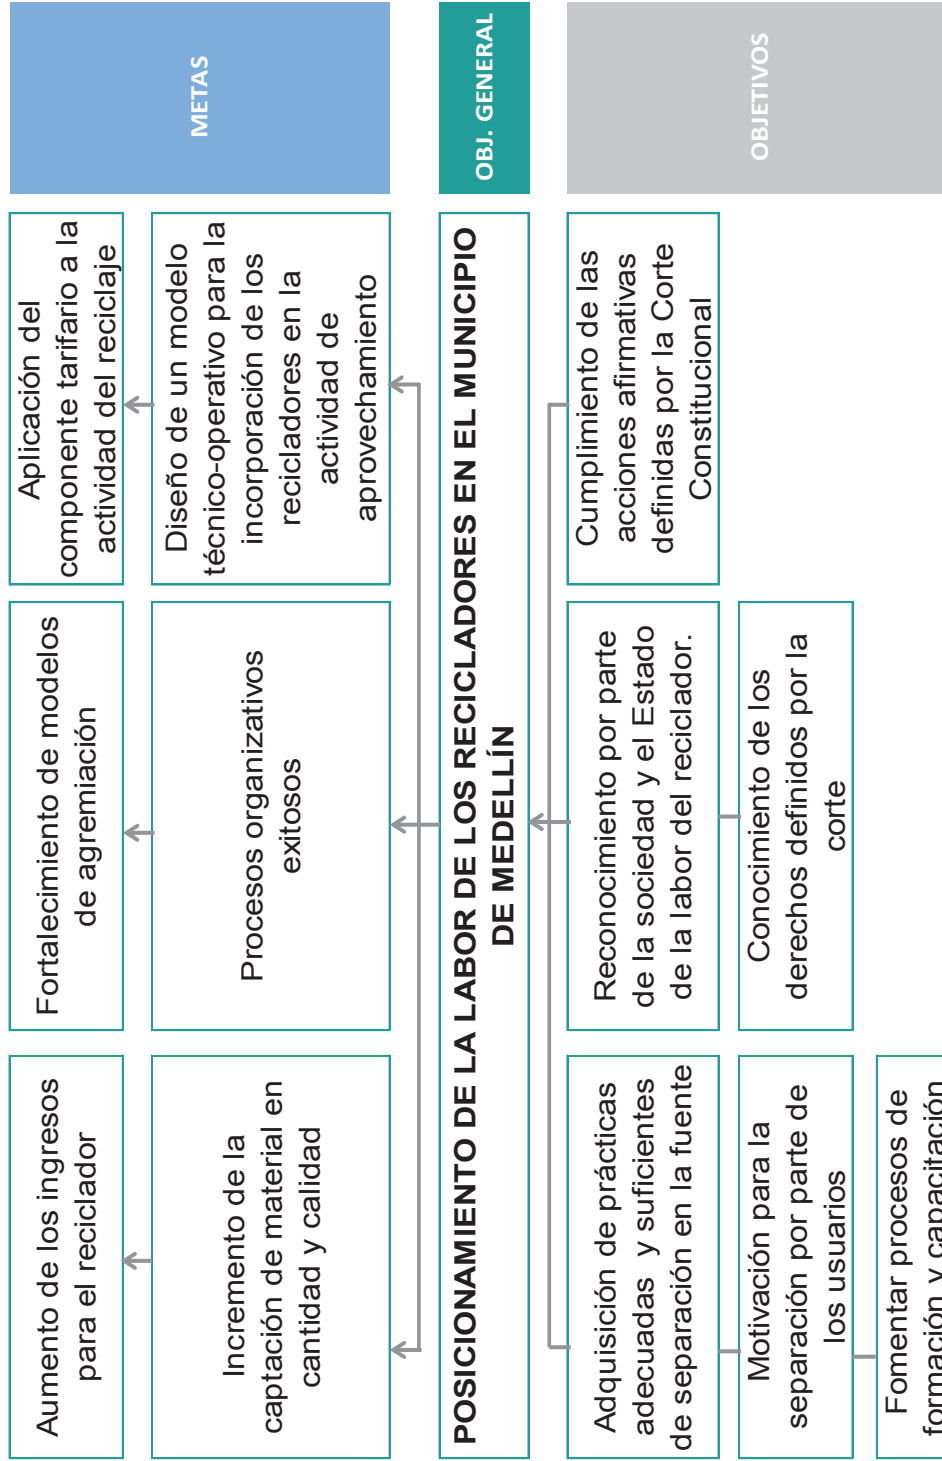 Aumento de los ingresos
para el reciclador
Fortalecimiento de modelos
de agremiación
Aplicación del
componente tarifario a la
actividad del reciclaje
METAS
Incremento de la
captación de material en
cantidad y calidad
Procesos organizativos
exitosos
Diseño de un modelo
técnico-operativo para la
incorporación de los
recicladores en la
actividad de
aprovechamiento
POSICIONAMIENTO DE LA LABOR DE LOS RECICLADORES EN EL MUNICIPIO
DE MEDELLÍN
OBJ. GENERAL
Adquisición de prácticas
adecuadas y suficientes
de separación en la fuente
Reconocimiento por parte
de la sociedad y el Estado
de la labor del reciclador.
Cumplimiento de las
acciones afirmativas
definidas por la Corte
Constitucional
OBJETIVOS
Motivación para la
separación por parte de
los usuarios
Conocimiento de los
derechos definidos por la
corte
Fomentar procesos de
formación y capacitación